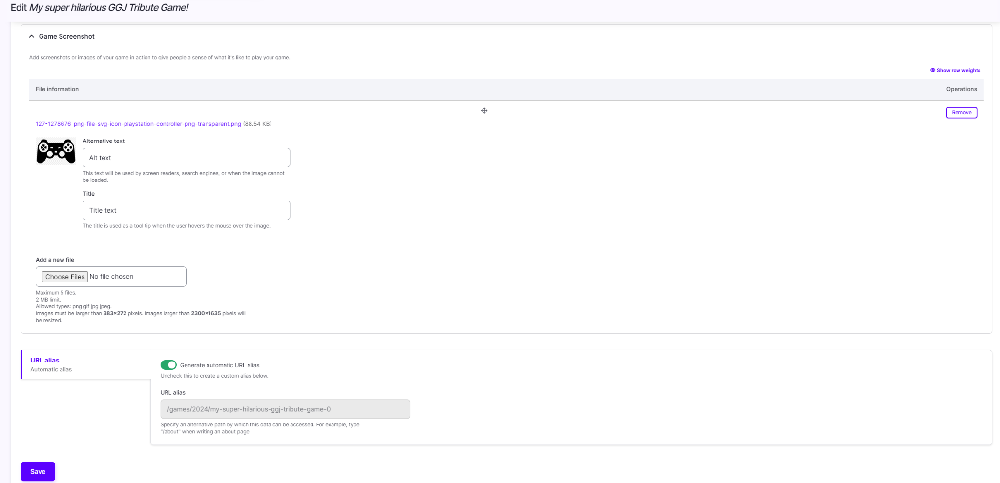 Edit My super hilarious GGJ Tribute Game!
Game Screenshot
Add screenshots or images of your game in action to give people a sense of what it's like to play your game.
Show row weights
File information
Operations
Remove
127-1278676_png-file-svg-icon-playstation-controller-png-transparent.png (88.54 KB)
Alternative text
Alt text
This text will be used by screen readers, search engines, or when the image cannot
be loaded.
Title
Title text
The title is used as a tool tip when the user hovers the mouse over the image.
Add a new file
Choose Files No file chosen
Maximum 5 files.
2 MB limit.
Allowed types: png gif jpg jpeg.
Images must be larger than 383×272 pixels. Images larger than 2300×1635 pixels will
be resized.
URL alias
Automatic alias
Generate automatic URL alias
Uncheck this to create a custom alias below.
URL alias
/games/2024/my-super-hilarious-ggj-tribute-game-0
Specify an alternative path by which this data can be accessed. For example, type
"/about" when writing an about page.
Save